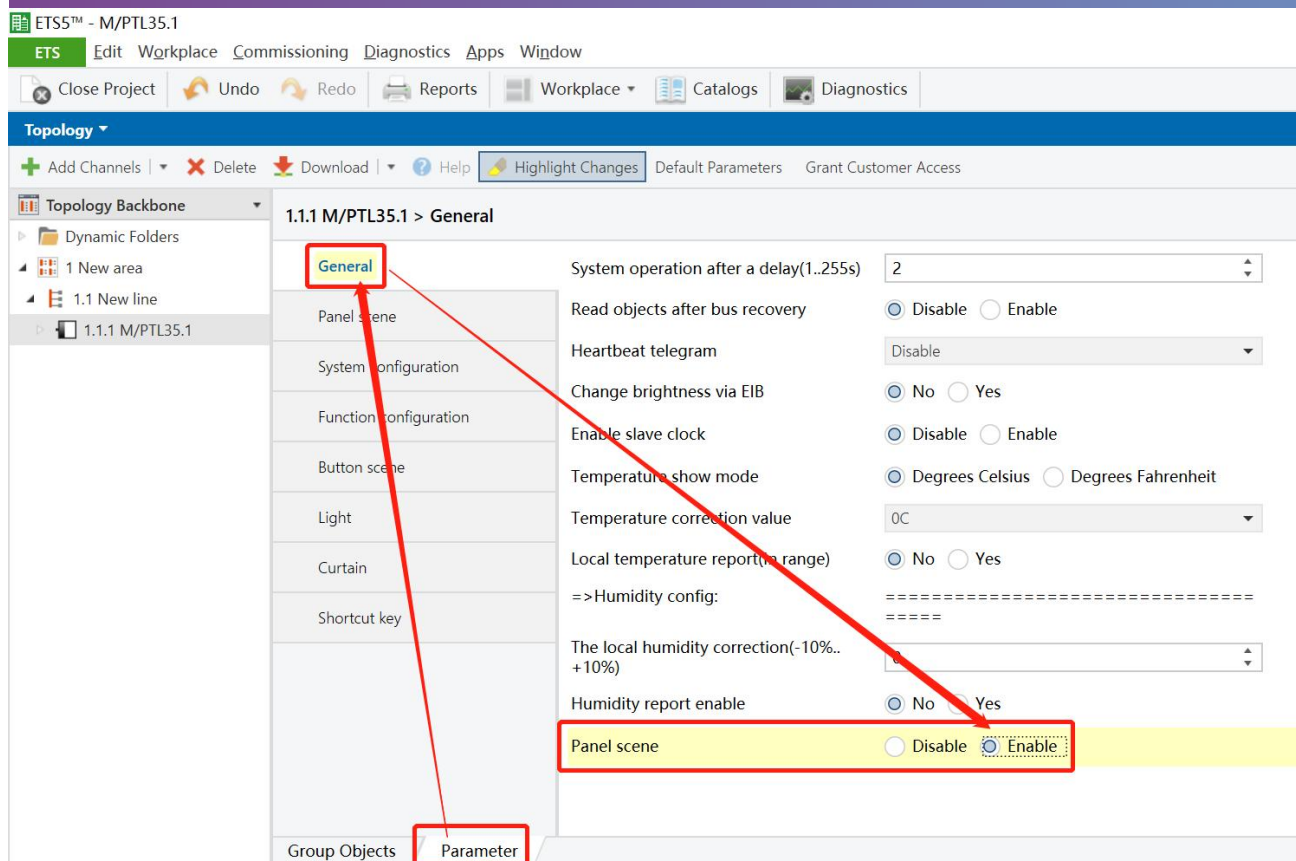 ETS5™ - M/PTL35.1
ETS Edit Workplace Commissioning Diagnostics Apps Window
Close Project Undo Redo Reports Workplace Catalogs Diagnostics
Topology
Add Channels Delete Download Help Highlight Changes Default Parameters Grant Customer Access
Topology Backbone
Dynamic Folders
1 New area
1.1 New line
1.1.1 M/PTL35.1
1.1.1 M/PTL35.1 > General
General
Panel scene
System configuration
Function configuration
Button scene
Light
Curtain
Shortcut key
System operation after a delay(1..255s) 2
Read objects after bus recovery Disable Enable
Heartbeat telegram Disable
Change brightness via EIB No Yes
Enable slave clock Disable Enable
Temperature show mode Degrees Celsius Degrees Fahrenheit
Temperature correction value 0C
Local temperature report(in range) No Yes
=>Humidity config: ================================
=====
The local humidity correction(-10%..
+10%)
Humidity report enable No Yes
Panel scene Disable Enable
Group Objects Parameter